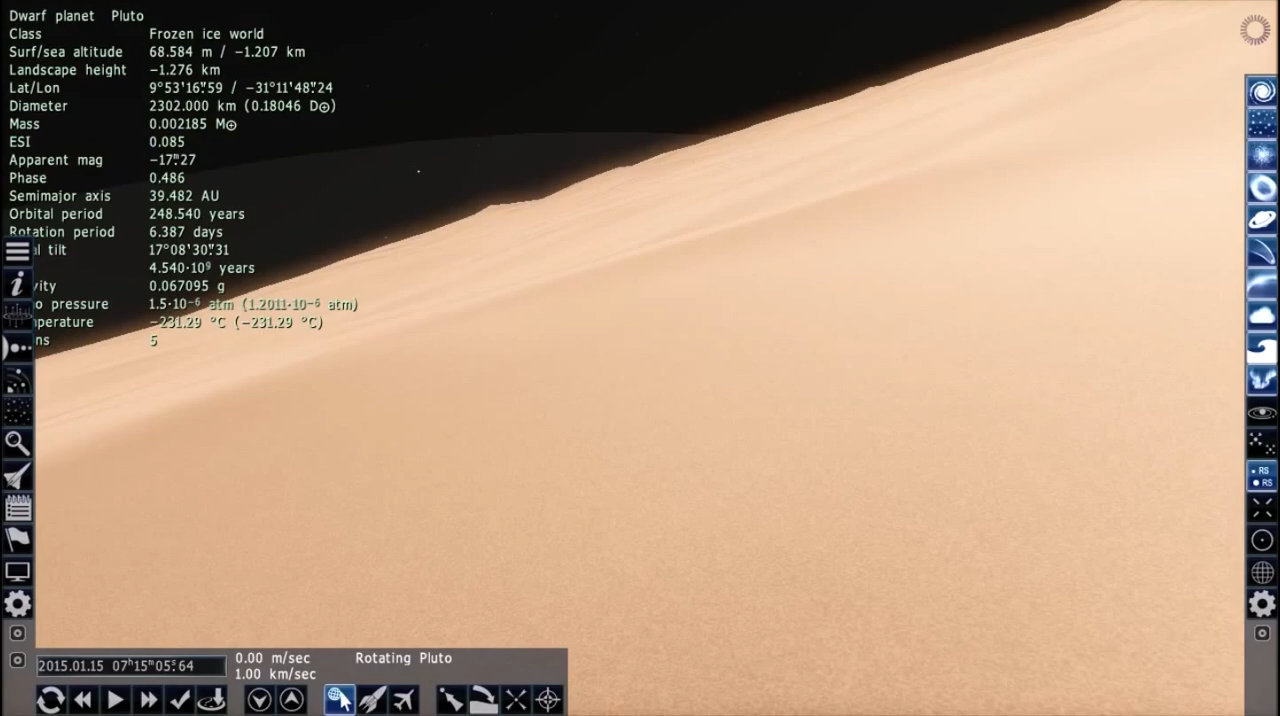 Dwarf planet Pluto
Class Frozen ice world
Surf/sea altitude 68.584 m / −1.207 km
Landscape height −1.276 km
Lat/Lon 9°53'16"59 / −31°11'48"24
Diameter 2302.000 km (0.18046 D⊕)
Mass 0.002185 M⊕
ESI 0.085
Apparent mag −17ᵐ27
Phase 0.486
Semimajor axis 39.482 AU
Orbital period 248.540 years
Rotation period 6.387 days
l tilt 17°08'30"31
4.540·10⁹ years
vity 0.067095 g
o pressure 1.5·10⁻⁶ atm (1.2011·10⁻⁶ atm)
perature −231.29 °C (−231.29 °C)
ns 5
RS
RS
2015.01.15 07ʰ15ᵐ05ˢ64
0.00 m/sec Rotating Pluto
1.00 km/sec